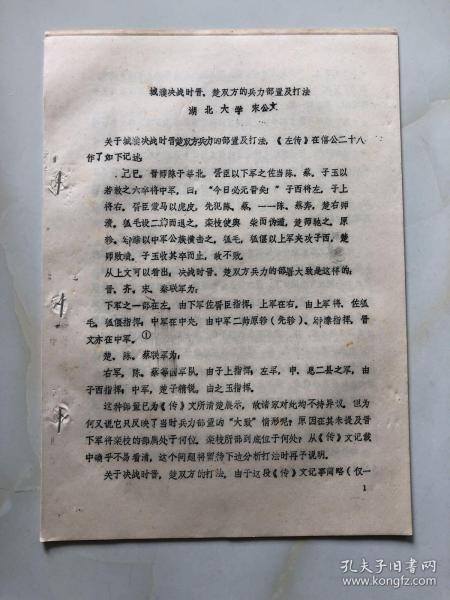 城濮决战时晋、楚双方的兵力部置及打法
湖北大学 宋公文
关于城濮决战时晋楚双方兵力的部置及打法，《左传》在僖公二十八
作了如下记述：
己巳，晋师陈于莘北，胥臣以下军之佐当陈、蔡。子玉以
若敖之六卒将中军，曰：“今日必无晋矣！”子西将左，子上
将右。胥臣蒙马以虎皮，先犯陈、蔡，——陈、蔡奔，楚右师
溃。狐毛设二旆而退之。栾枝使舆 柴而伪遁，楚师驰之。原
轸、郤溱以中军公族横击之。狐毛、狐偃以上军夹攻子西，楚
师败溃，子玉收其卒而止，故不败。
从上文可以看出，决战时晋、楚双方兵力的部署大致是这样的：
晋、齐、宋、秦联军为：
下军之一部在左，由下军佐胥臣指挥；上军在右，由上军将、佐狐
毛、狐偃指挥；中军在中央，由中军二帅原轸（先轸）、郤溱指挥，晋
文亦在中军。①
楚、陈、蔡联军为：
右军，陈、蔡等国军队，由子上指挥；左军，申、息二县之军，由
子西指挥；中军，楚子精锐，由之玉指挥。
这种部置已为《传》文所清楚展示，故诸家对此均不持异议。但为
何又说它只反映了当时兵力部置的“大致”情形呢？原因在其未提及晋
下军将栾枝的部属处于何位，栾枝所部到底位于何处？从《传》文记载
中确乎不易看清，这个问题将留待下边分析打法时再予说明。
关于决战时晋，楚双方的打法，由于这段《传》文记事简略（仅一
1
孔夫子旧书网
www.kongfz.com